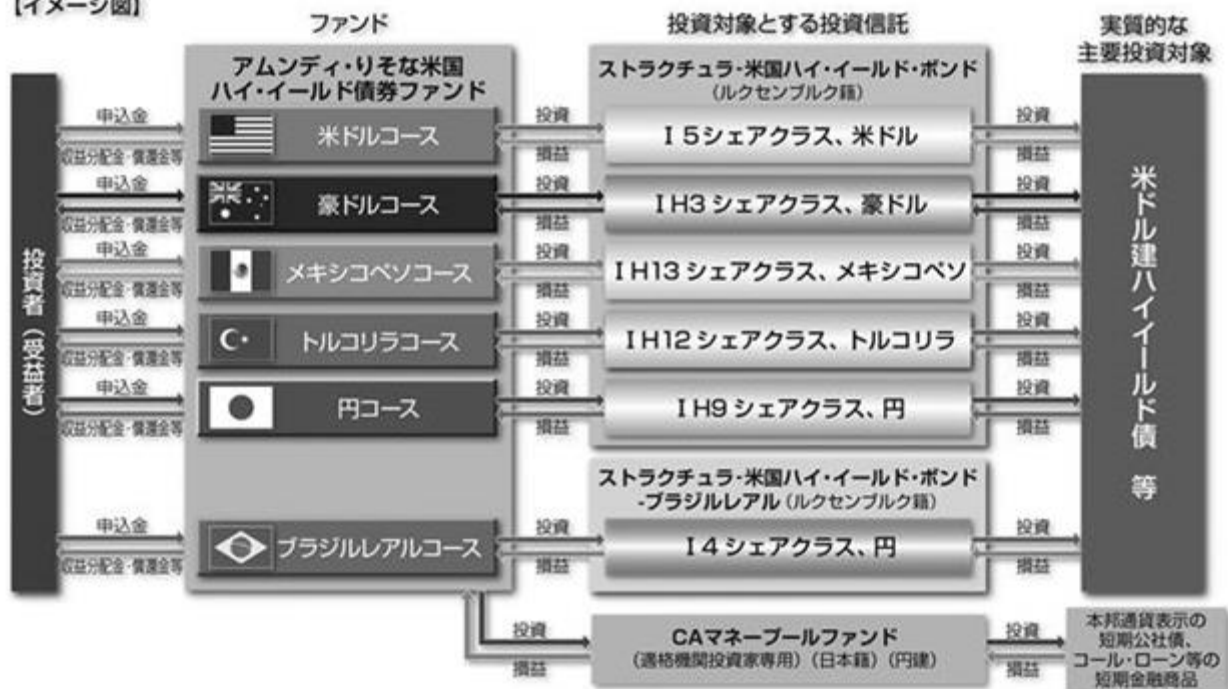 【イメージ図】
ファンド
投資対象とする投資信託
実質的な
主要投資対象
アムンディ・りそな米国
ハイ・イールド債券ファンド
ストラクチュラ-米国ハイ・イールド・ボンド
(ルクセンブルク籍)
投資者(受益者)
申込金
収益分配金・償還金等
米ドルコース
投資
損益
I 5シェアクラス、米ドル
投資
損益
申込金
収益分配金・償還金等
豪ドルコース
投資
損益
I H3 シェアクラス、豪ドル
投資
損益
申込金
収益分配金・償還金等
メキシコペソコース
投資
損益
I H13 シェアクラス、メキシコペソ
投資
損益
申込金
収益分配金・償還金等
トルコリラコース
投資
損益
I H12 シェアクラス、トルコリラ
投資
損益
申込金
収益分配金・償還金等
円コース
投資
損益
I H9 シェアクラス、円
投資
損益
ストラクチュラ-米国ハイ・イールド・ボンド
-ブラジルレアル(ルクセンブルク籍)
申込金
収益分配金・償還金等
ブラジルレアルコース
投資
損益
I 4 シェアクラス、円
投資
損益
米ドル建ハイイールド債 等
投資
損益
CAマネープールファンド
(適格機関投資家専用)(日本籍)(円建)
投資
損益
本邦通貨表示の
短期公社債、
コール・ローン等の
短期金融商品